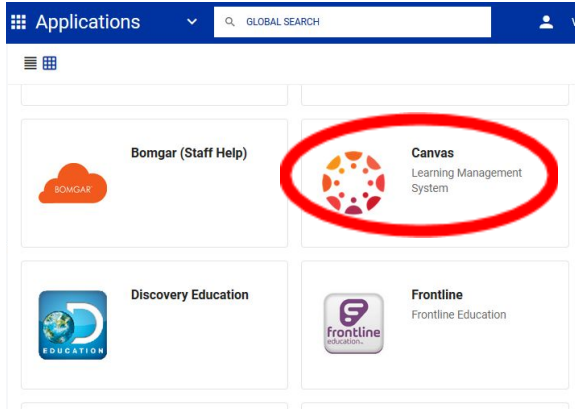 Applications
GLOBAL SEARCH
Bomgar (Staff Help)
BOMGAR
Canvas
Learning Management
System
Discovery Education
EDUCATION
Frontline
Frontline Education
frontline
education